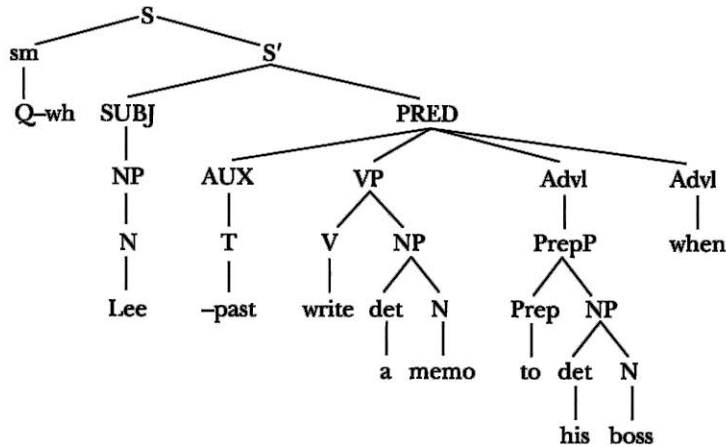 S
sm S′
Q–wh SUBJ PRED
NP AUX VP Advl Advl
N T V NP PrepP when
Lee –past write det N Prep NP
a memo to det N
his boss